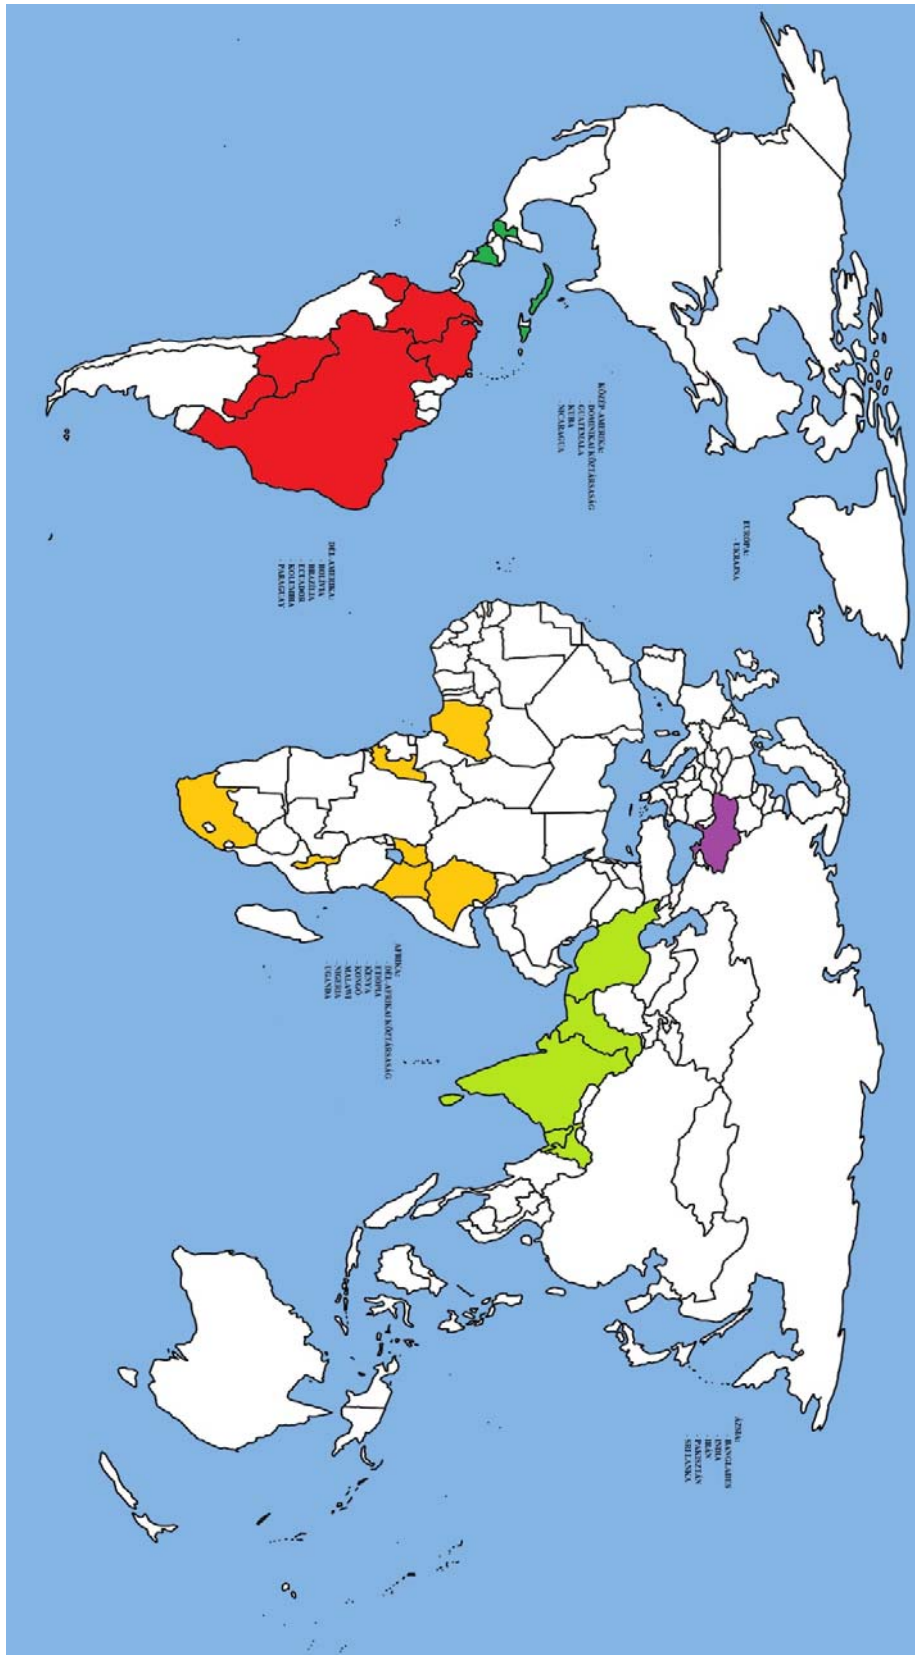 KÖZÉP-AMERIKA:
- DOMINIKAI KÖZTÁRSASÁG
- GUATEMALA
- KUBA
- NICARAGUA
EURÓPA:
- UKRAJNA
DÉL-AMERIKA:
- BOLÍVIA
- BRAZÍLIA
- ECUADOR
- KOLUMBIA
- PARAGUAY
AFRIKA:
- DÉL-AFRIKAI KÖZTÁRSASÁG
- ETIÓPIA
- KENYA
- KONGÓ
- MALAWI
- NIGÉRIA
- UGANDA
ÁZSIA:
- BANGLADES
- INDIA
- IRÁN
- PAKISZTÁN
- SRI LANKA